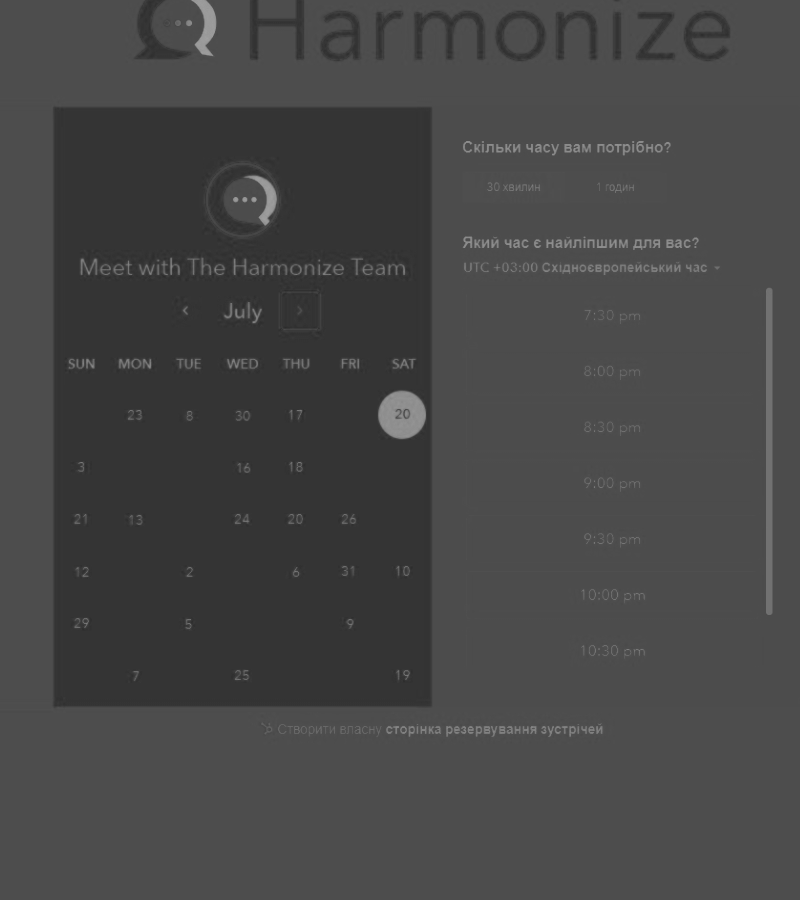 Harmonize
Meet with The Harmonize Team
July
SUN MON TUE WED THU FRI SAT
23 8 30 17 20
3 16 18
21 13 24 20 26
12 2 6 31 10
29 5 9
7 25 19
Скільки часу вам потрібно?
30 хвилин 1 годин
Який час є найліпшим для вас?
UTC +03:00 Східноєвропейський час
7:30 pm
8:00 pm
8:30 pm
9:00 pm
9:30 pm
10:00 pm
10:30 pm
Створити власну сторінка резервування зустрічей